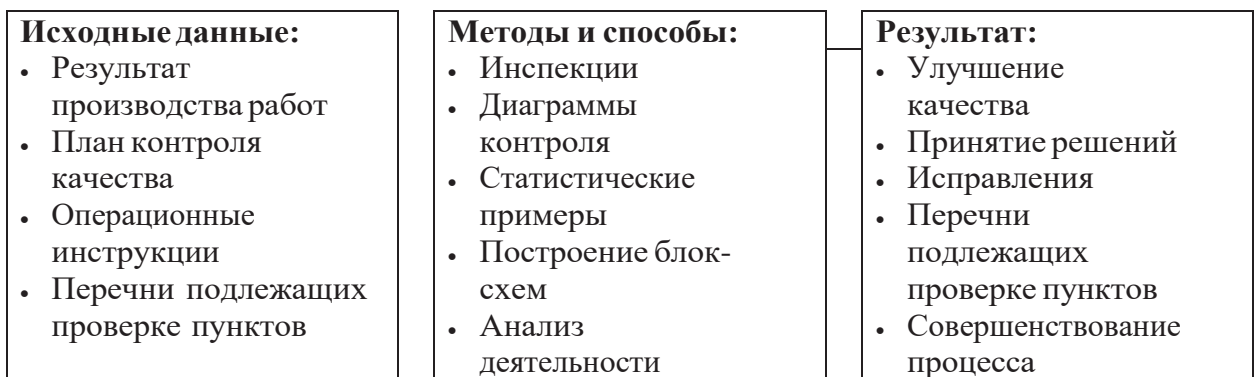 Исходные данные:
• Результат
производства работ
• План контроля
качества
• Операционные
инструкции
• Перечни подлежащих
проверке пунктов
Методы и способы:
• Инспекции
• Диаграммы
контроля
• Статистические
примеры
• Построение блок-
схем
• Анализ
деятельности
Результат:
• Улучшение
качества
• Принятие решений
• Исправления
• Перечни
подлежащих
проверке пунктов
• Совершенствование
процесса